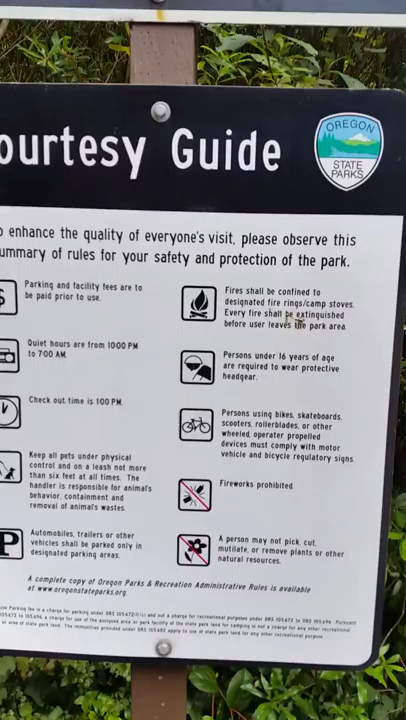 ourtesy Guide
OREGON
STATE
PARKS
o enhance the quality of everyone's visit, please observe this
ummary of rules for your safety and protection of the park.
$
Parking and facility fees are to
be paid prior to use.
Quiet hours are from 10:00 PM
to 7:00 AM.
Check out time is 1:00 PM.
Keep all pets under physical
control and on a leash not more
than six feet at all times. The
handler is responsible for animal's
behavior, containment and
removal of animal's wastes.
P
Automobiles, trailers or other
vehicles shall be parked only in
designated parking areas.
Fires shall be confined to
designated fire rings/camp stoves.
Every fire shall be extinguished
before user leaves the park area.
Persons under 16 years of age
are required to wear protective
headgear.
Persons using bikes, skateboards,
scooters, rollerblades, or other
wheeled, operater propelled
devices must comply with motor
vehicle and bicycle regulatory signs.
Fireworks prohibited.
A person may not pick, cut,
mutilate, or remove plants or other
natural resources.
A complete copy of Oregon Parks & Recreation Administrative Rules is available
at www.oregonstateparks.org.